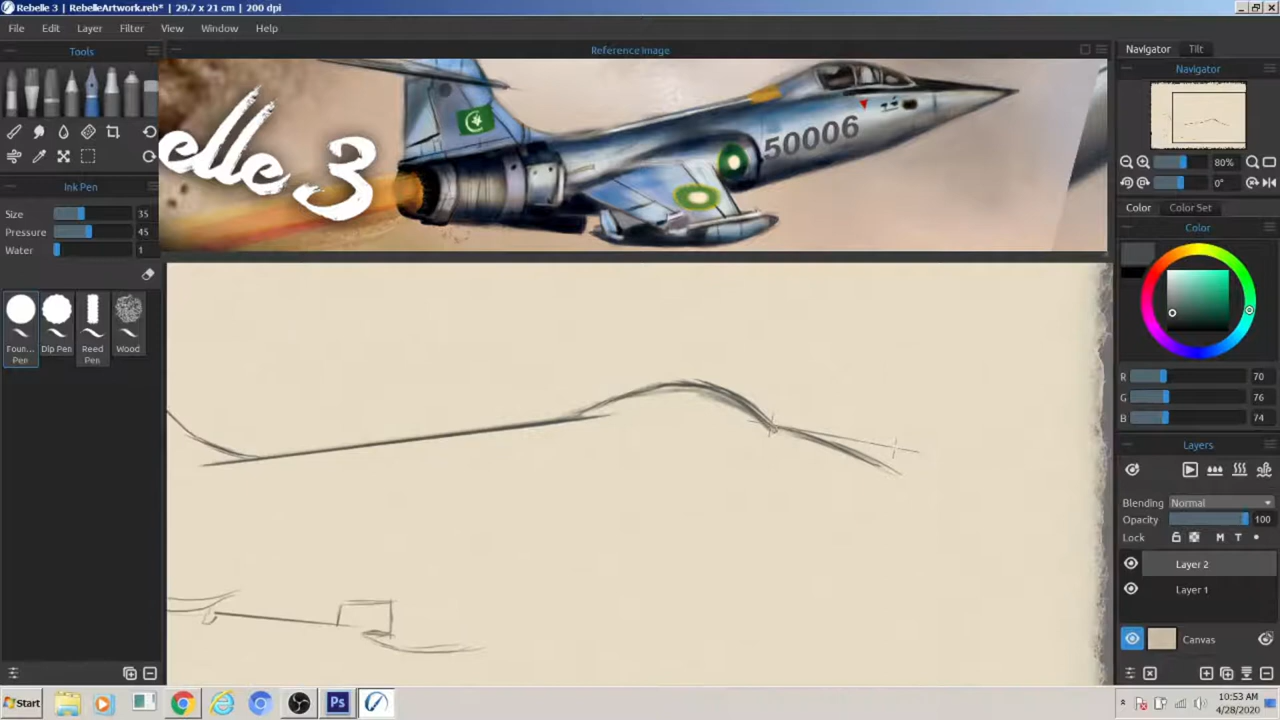 Rebelle 3 | RebelleArtwork.reb* | 29.7 x 21 cm | 200 dpi
File Edit Layer Filter View Window Help
Tools
Reference Image
Navigator Tilt
Navigator
80%
0°
elle 3
50006
Ink Pen
Size 35
Pressure 45
Water 1
Foun... Pen
Dip Pen
Reed Pen
Wood
Color Color Set
Color
R 70
G 76
B 74
Layers
Blending Normal
Opacity 100
Lock M T
Layer 2
Layer 1
Canvas
Start
Ps
10:53 AM
4/28/2020